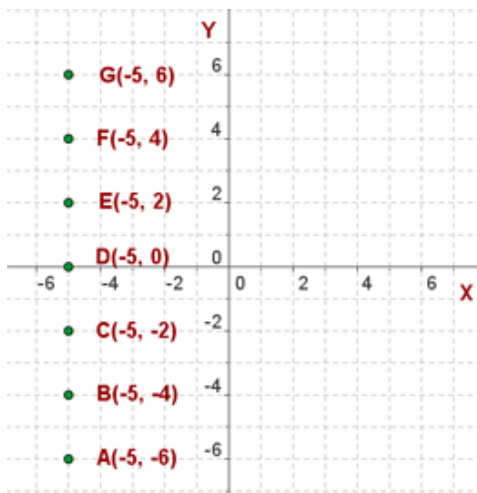 Y
6
G(-5, 6)
4
F(-5, 4)
2
E(-5, 2)
D(-5, 0)
0
-6 -4 -2 0 2 4 6
X
-2
C(-5, -2)
-4
B(-5, -4)
-6
A(-5, -6)